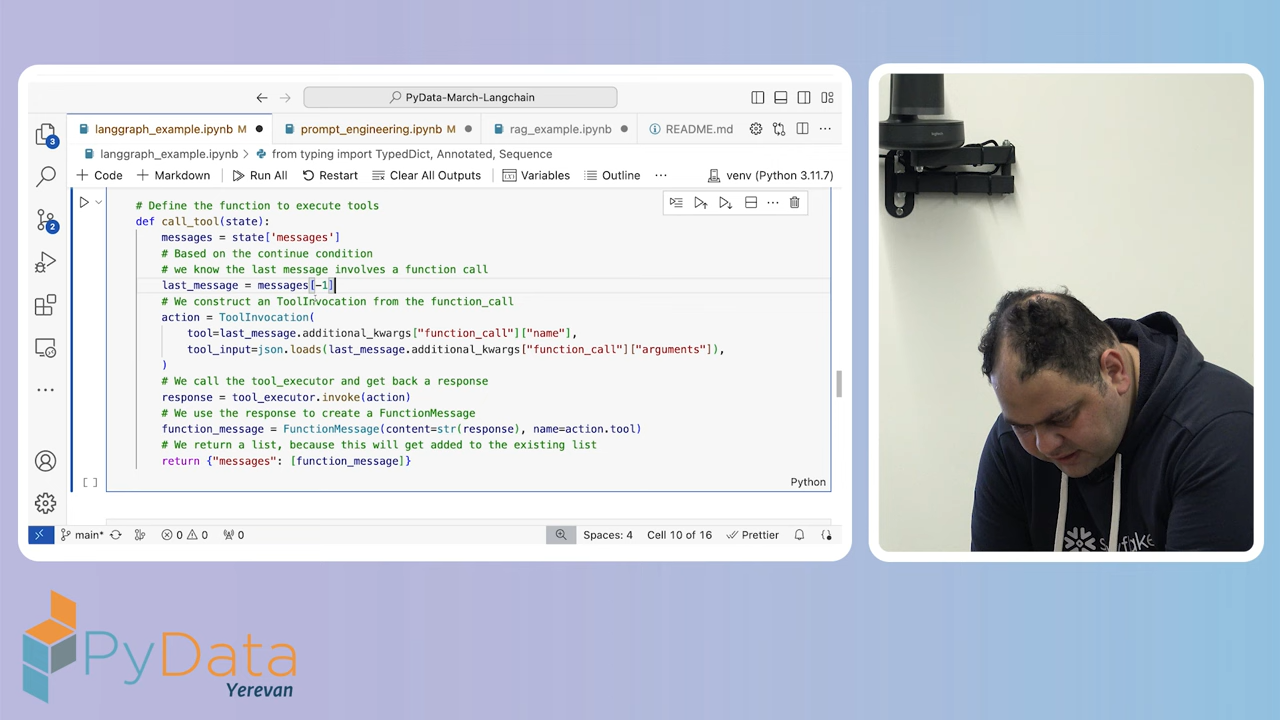 PyData-March-Langchain
langgraph_example.ipynb M
prompt_engineering.ipynb M
rag_example.ipynb
README.md
langgraph_example.ipynb > from typing import TypedDict, Annotated, Sequence
+ Code + Markdown Run All Restart Clear All Outputs Variables Outline ... venv (Python 3.11.7)
3
2
# Define the function to execute tools
def call_tool(state):
messages = state['messages']
# Based on the continue condition
# we know the last message involves a function call
last_message = messages[-1]
# We construct an ToolInvocation from the function_call
action = ToolInvocation(
tool=last_message.additional_kwargs["function_call"]["name"],
tool_input=json.loads(last_message.additional_kwargs["function_call"]["arguments"]),
)
# We call the tool_executor and get back a response
response = tool_executor.invoke(action)
# We use the response to create a FunctionMessage
function_message = FunctionMessage(content=str(response), name=action.tool)
# We return a list, because this will get added to the existing list
return {"messages": [function_message]}
[ ]
Python
main* 0 0 0 Spaces: 4 Cell 10 of 16 Prettier
logitech
PyData
Yerevan